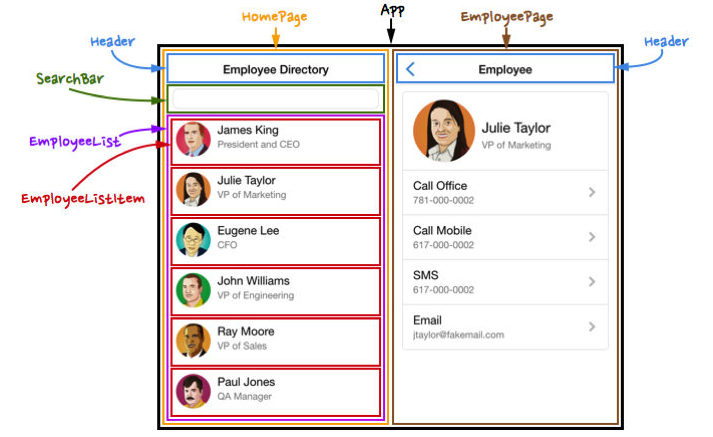 HomePage
App
EmployeePage
Header
Header
SearchBar
EmployeeList
EmployeeListItem
Employee Directory
James King
President and CEO
Julie Taylor
VP of Marketing
Eugene Lee
CFO
John Williams
VP of Engineering
Ray Moore
VP of Sales
Paul Jones
QA Manager
Employee
Julie Taylor
VP of Marketing
Call Office
781-000-0002
Call Mobile
617-000-0002
SMS
617-000-0002
Email
jtaylor@fakemail.com